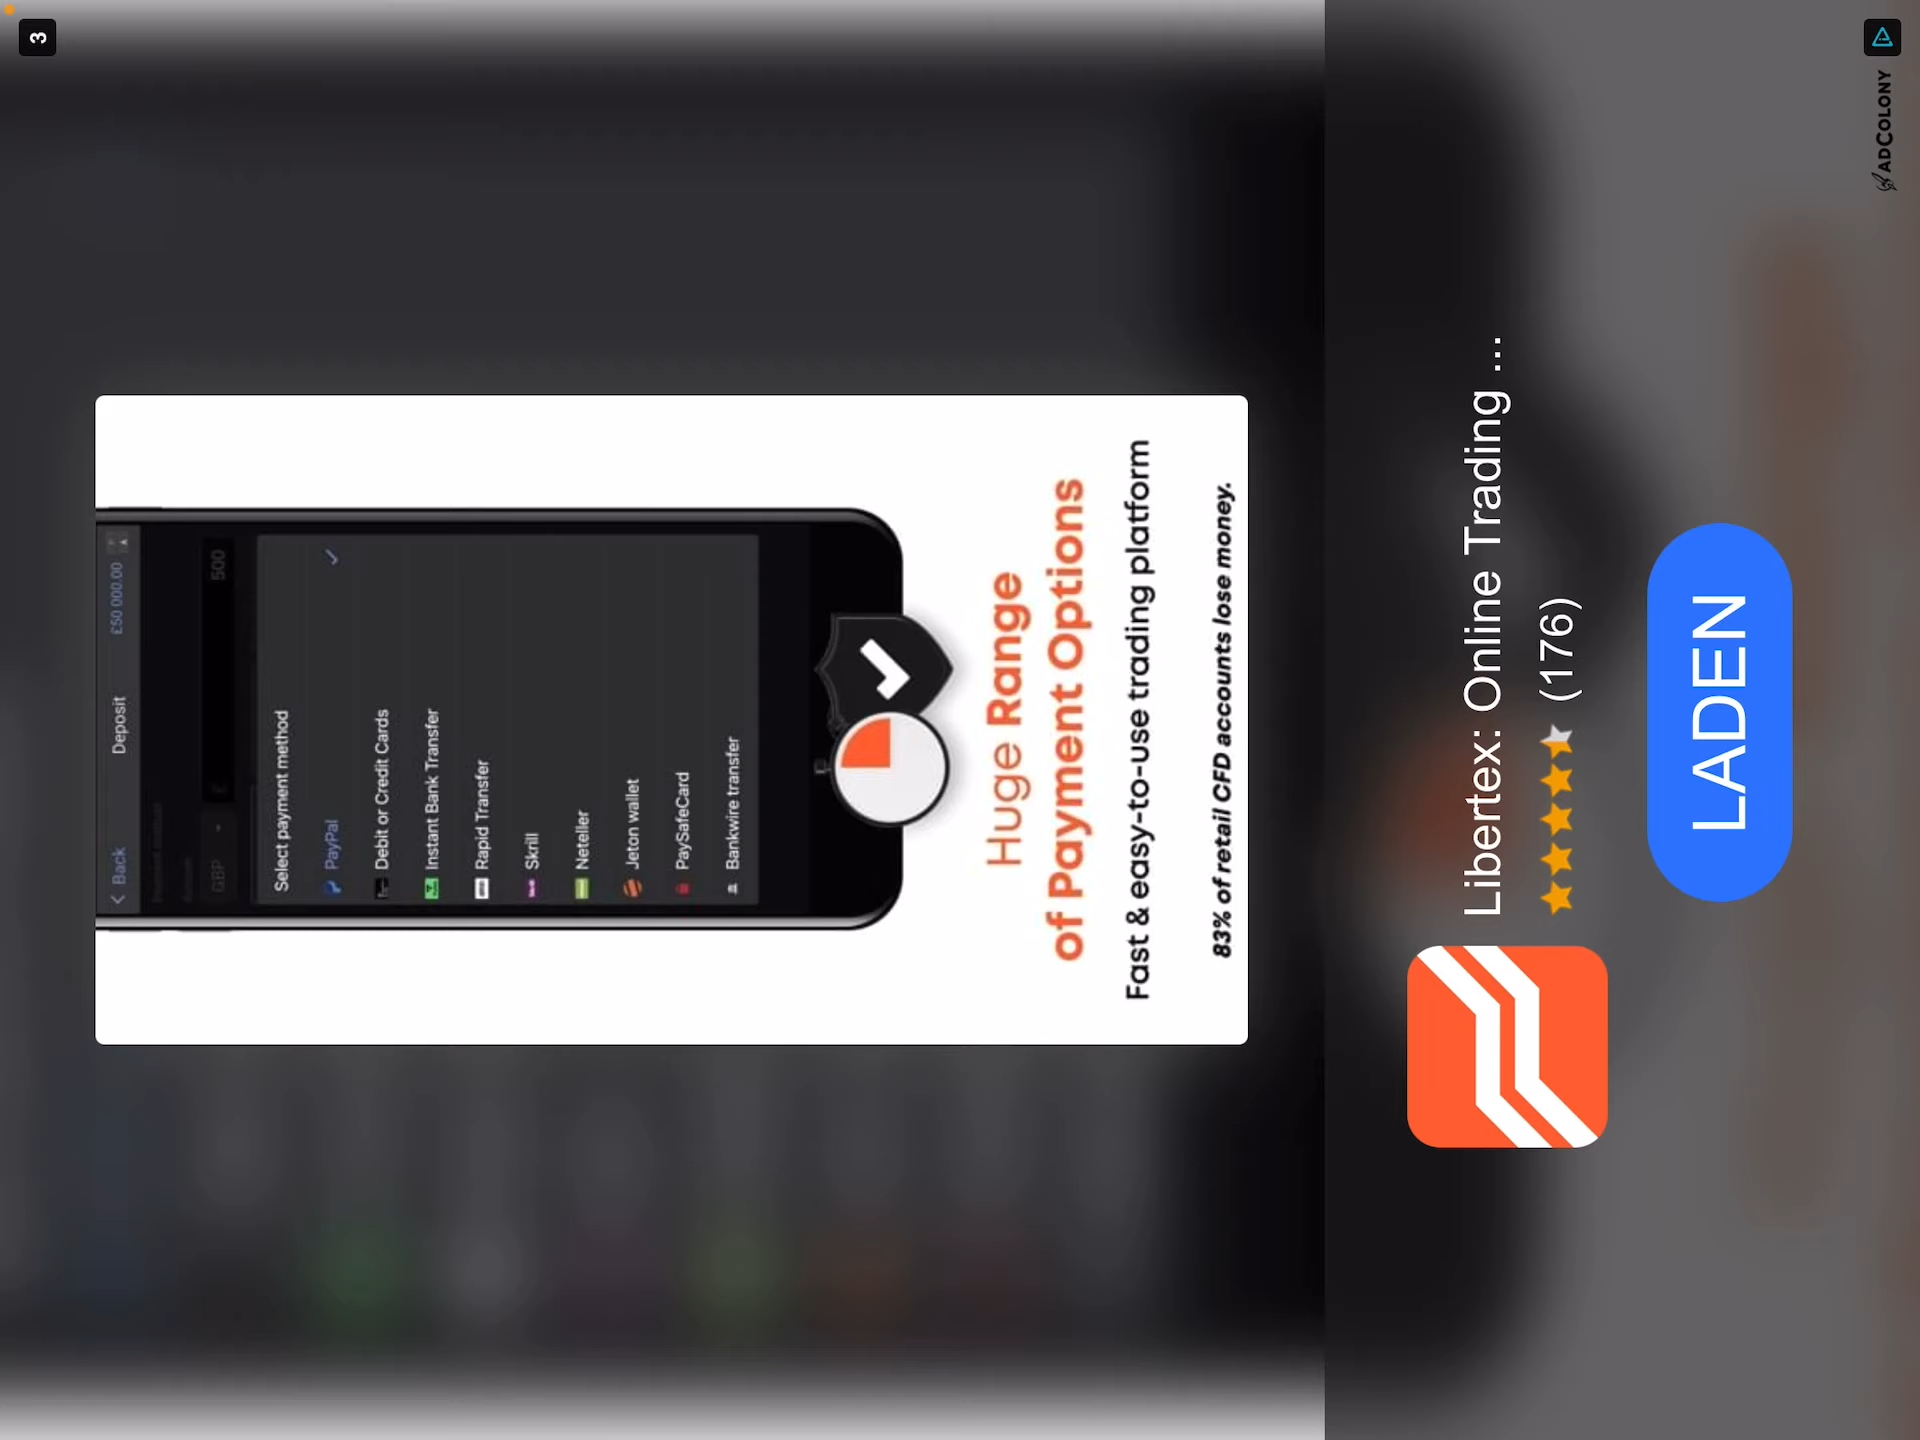 3
< Back Deposit £50 000.00
GBP £ 500
Select payment method
PayPal
Debit or Credit Cards
Instant Bank Transfer
Rapid Transfer
Skrill
Neteller
Jeton wallet
PaySafeCard
Bankwire transfer
Huge Range
of Payment Options
Fast & easy-to-use trading platform
83% of retail CFD accounts lose money.
Libertex: Online Trading ...
(176)
LADEN
ADCOLONY